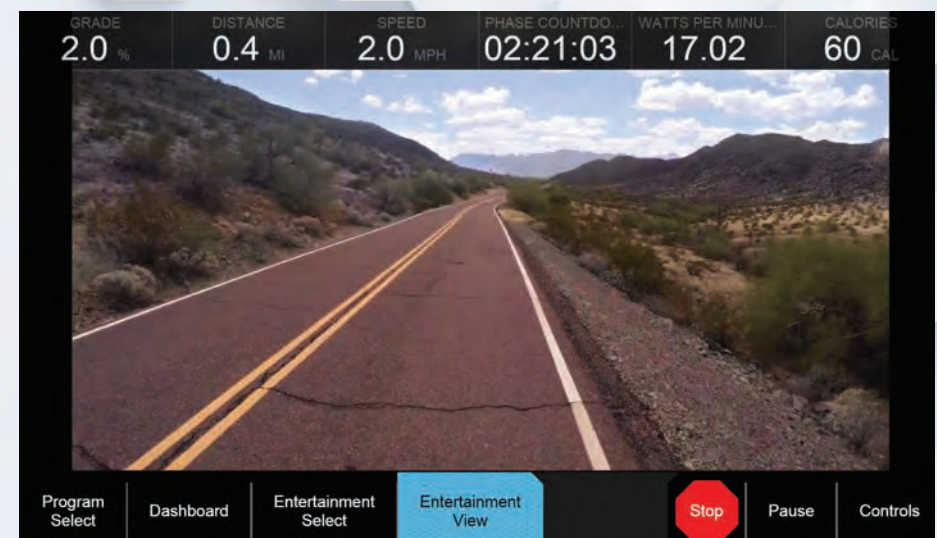 GRADE DISTANCE SPEED PHASE COUNTDO... WATTS PER MINU... CALORIES
2.0 % 0.4 MI 2.0 MPH 02:21:03 17.02 60 CAL
Program Select
Dashboard
Entertainment Select
Entertainment View
Stop
Pause
Controls